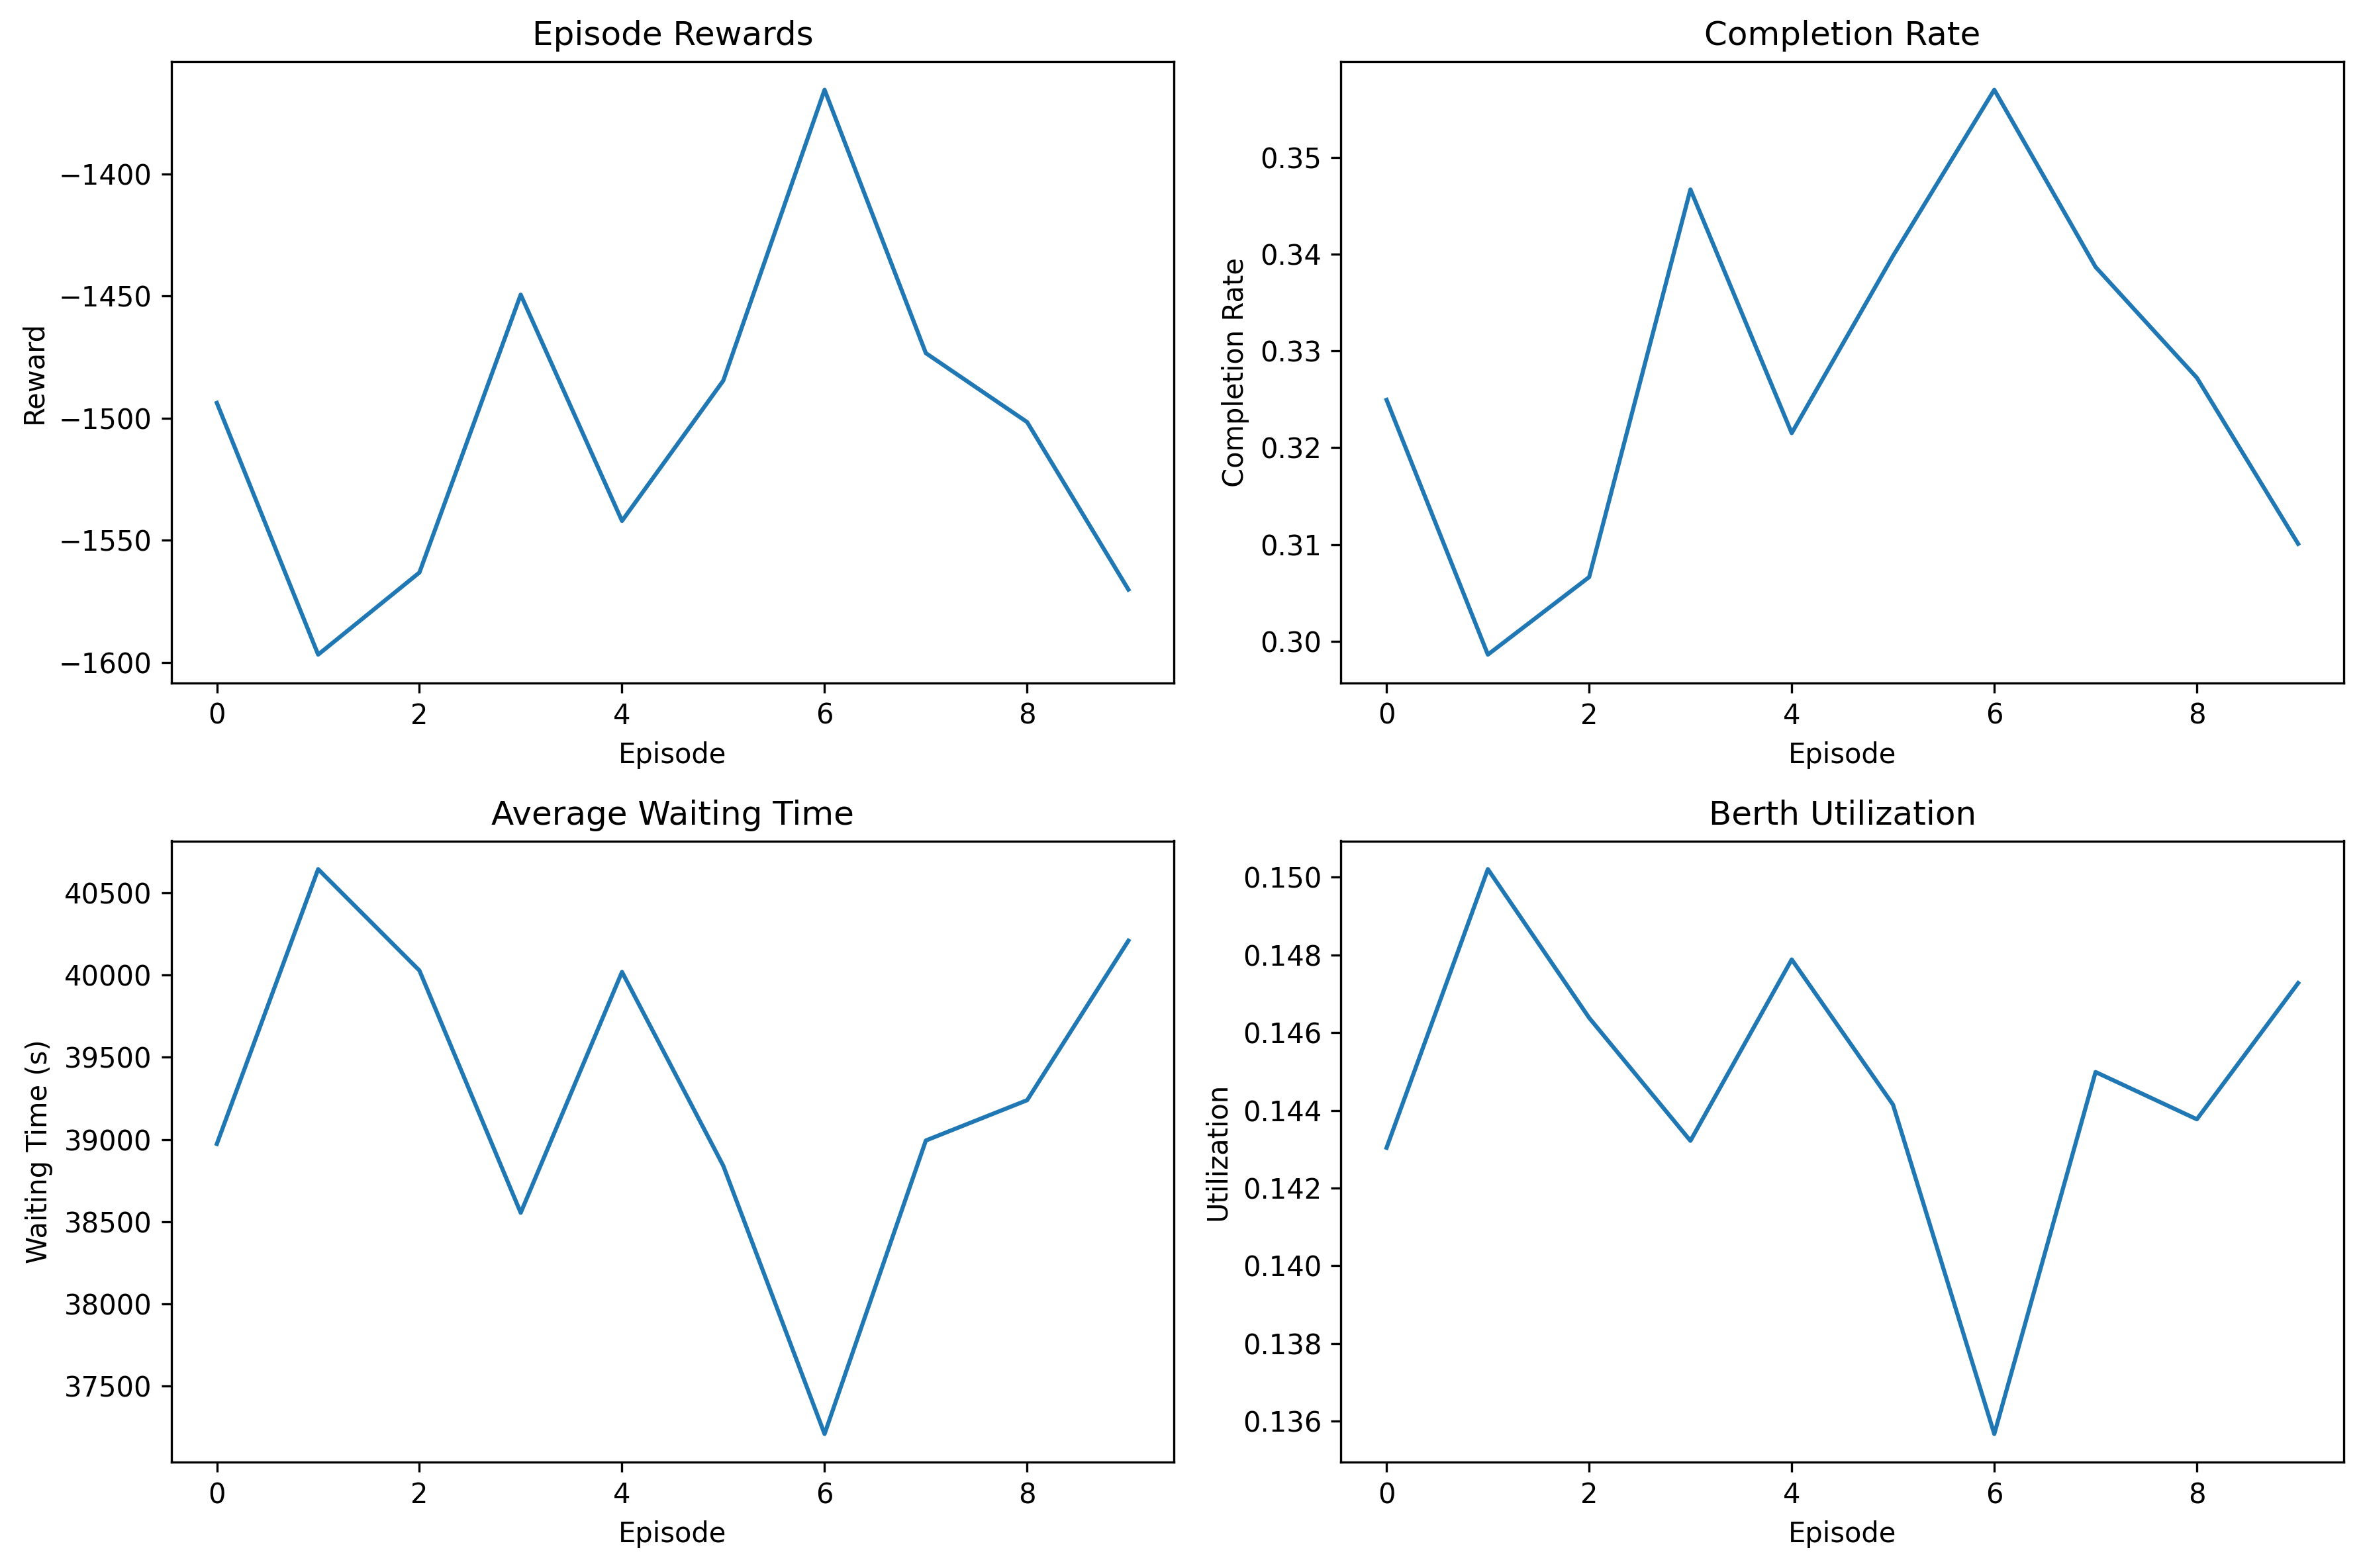 Episode Rewards
Reward
−1400
−1450
−1500
−1550
−1600
0 2 4 6 8
Episode
Completion Rate
Completion Rate
0.35
0.34
0.33
0.32
0.31
0.30
0 2 4 6 8
Episode
Average Waiting Time
Waiting Time (s)
40500
40000
39500
39000
38500
38000
37500
0 2 4 6 8
Episode
Berth Utilization
Utilization
0.150
0.148
0.146
0.144
0.142
0.140
0.138
0.136
0 2 4 6 8
Episode